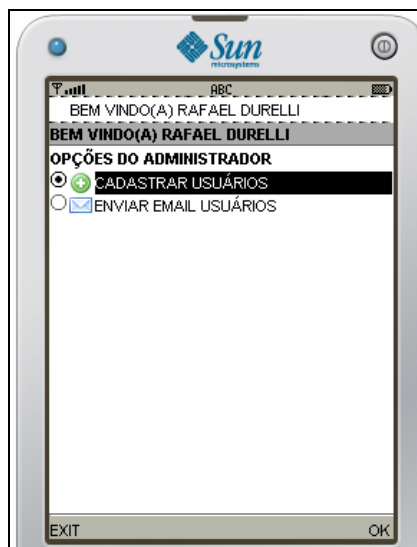 Sun
microsystems
ABC
BEM VINDO(A) RAFAEL DURELLI
BEM VINDO(A) RAFAEL DURELLI
OPÇÕES DO ADMINISTRADOR
CADASTRAR USUÁRIOS
ENVIAR EMAIL USUÁRIOS
EXIT OK